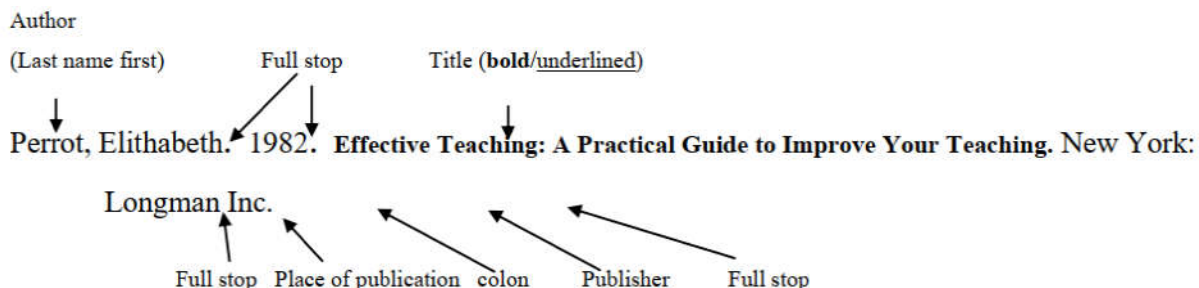 Author
(Last name first) Full stop Title (bold/underlined)
Perrot, Elithabeth. 1982. Effective Teaching: A Practical Guide to Improve Your Teaching. New York:
Longman Inc.
Full stop Place of publication colon Publisher Full stop